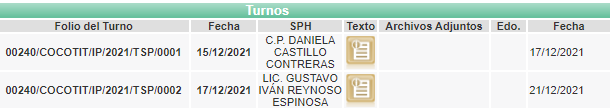 Turnos
Folio del Turno Fecha SPH Texto Archivos Adjuntos Edo. Fecha
00240/COCOTIT/IP/2021/TSP/0001 15/12/2021 C.P. DANIELA CASTILLO CONTRERAS 17/12/2021
00240/COCOTIT/IP/2021/TSP/0002 17/12/2021 LIC. GUSTAVO IVÁN REYNOSO ESPINOSA 21/12/2021